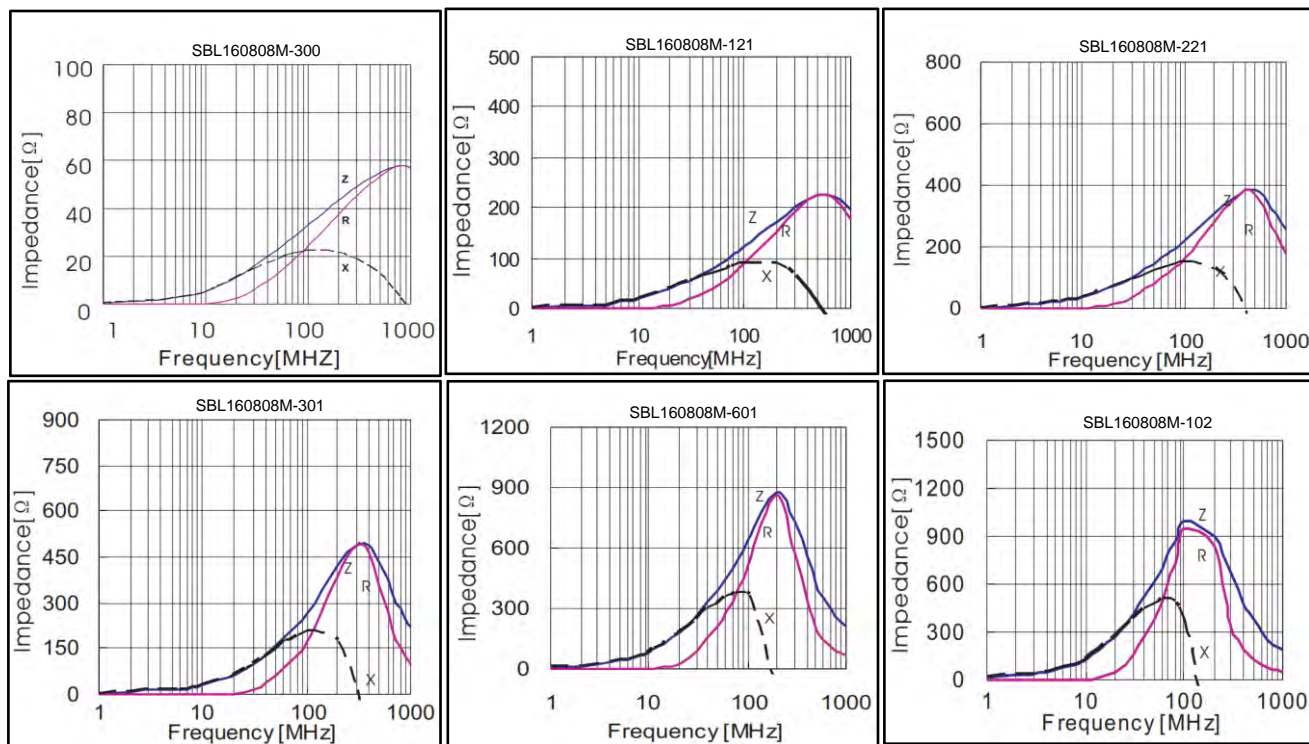 SBL160808M-300
100
80
60
40
20
0
Impedance[Ω]
Z
R
X
1 10 100 1000
Frequency[MHZ]
SBL160808M-121
500
400
300
200
100
0
Impedance[Ω]
Z
R
X
1 10 100 1000
Frequency[MHz]
SBL160808M-221
800
600
400
200
0
Impedance[Ω]
Z
R
X
1 10 100 1000
Frequency[MHz]
SBL160808M-301
900
750
600
450
300
150
0
Impedance[Ω]
Z
R
X
1 10 100 1000
Frequency[MHz]
SBL160808M-601
1200
900
600
300
0
Impedance[Ω]
Z
R
X
1 10 100 1000
Frequency[MHz]
SBL160808M-102
1500
1200
900
600
300
0
Impedance[Ω]
Z
R
X
1 10 100 1000
Frequency[MHz]